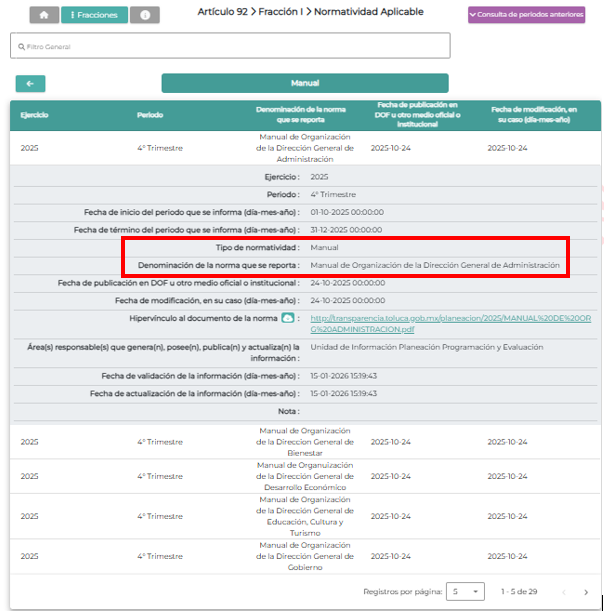 Fracciones
Artículo 92 > Fracción I > Normatividad Aplicable
Consulta de periodos anteriores
Filtro General
Manual
Ejercicio Periodo Denominación de la norma que se reporta Fecha de publicación en DOF u otro medio oficial o institucional Fecha de modificación, en su caso (día-mes-año)
2025 4° Trimestre Manual de Organización de la Dirección General de Administración 2025-10-24 2025-10-24
Ejercicio : 2025
Periodo : 4° Trimestre
Fecha de inicio del periodo que se informa (día-mes-año) : 01-10-2025 00:00:00
Fecha de término del periodo que se informa (día-mes-año) : 31-12-2025 00:00:00
Tipo de normatividad : Manual
Denominación de la norma que se reporta : Manual de Organización de la Dirección General de Administración
Fecha de publicación en DOF u otro medio oficial o institucional : 24-10-2025 00:00:00
Fecha de modificación, en su caso (día-mes-año) : 24-10-2025 00:00:00
Hipervínculo al documento de la norma : http://transparencia.toluca.gob.mx/planeacion/2025/MANUAL%20DE%20OR
G%20ADMINISTRACION.pdf
Área(s) responsable(s) que genera(n), posee(n), publica(n) y actualiza(n) la información : Unidad de Información Planeación Programación y Evaluación
Fecha de validación de la información (día-mes-año) : 15-01-2026 15:19:43
Fecha de actualización de la información (día-mes-año) : 15-01-2026 15:19:43
Nota :
2025 4° Trimestre Manual de Organización de la Direccion General de Bienestar 2025-10-24 2025-10-24
2025 4° Trimestre Manual de Organuización de la Direccion General de Desarrollo Económico 2025-10-24 2025-10-24
2025 4° Trimestre Manual de Organización de la Dirección General de Educación, Cultura y Turismo 2025-10-24 2025-10-24
2025 4° Trimestre Manual de Organización de la Dirección General de Gobierno 2025-10-24 2025-10-24
Registros por página: 5 1 - 5 de 29